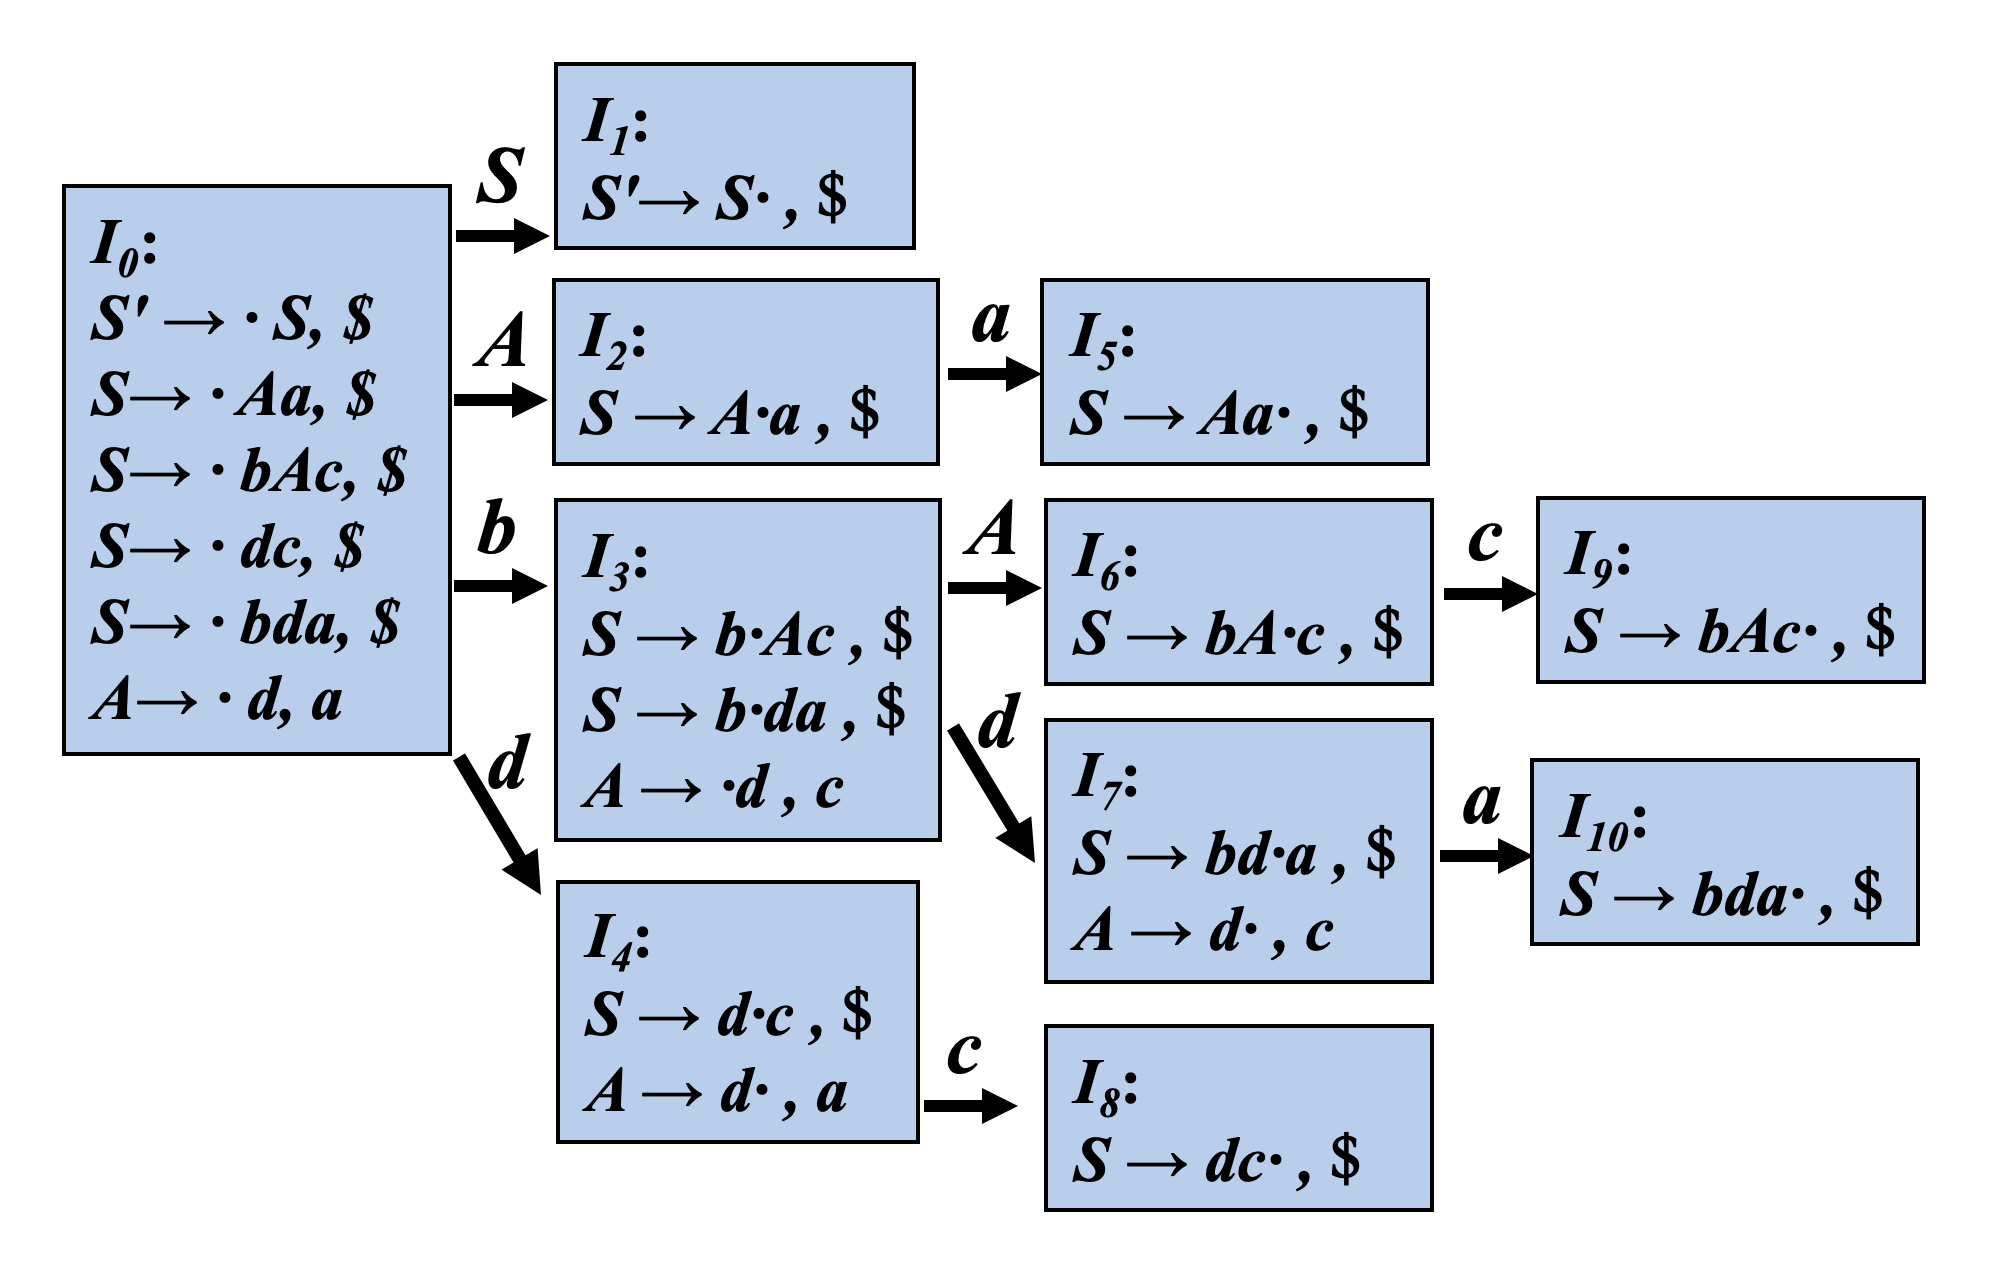 I0:
S' → · S, $
S→ · Aa, $
S→ · bAc, $
S→ · dc, $
S→ · bda, $
A→ · d, a
S
I1:
S'→ S· , $
A
I2:
S → A·a , $
a
I5:
S → Aa· , $
b
I3:
S → b·Ac , $
S → b·da , $
A → ·d , c
A
I6:
S → bA·c , $
c
I9:
S → bAc· , $
d
I7:
S → bd·a , $
A → d· , c
a
I10:
S → bda· , $
d
I4:
S → d·c , $
A → d· , a
c
I8:
S → dc· , $